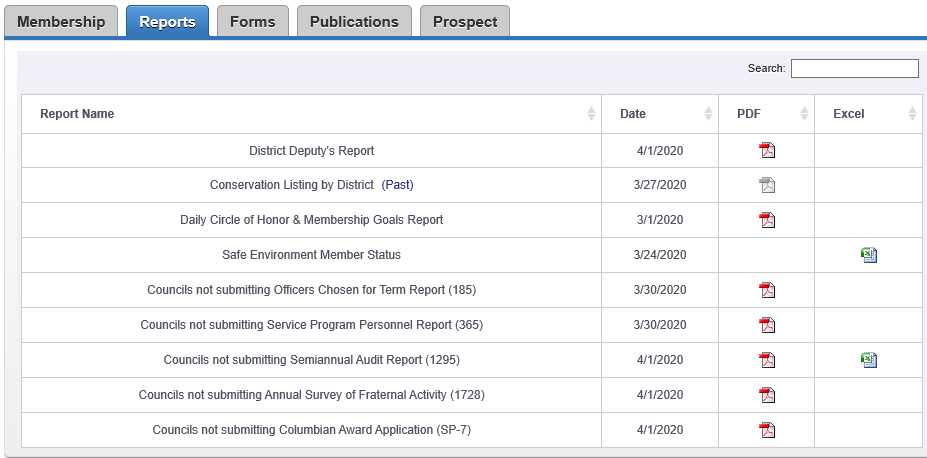 Membership Reports Forms Publications Prospect
Search:
Report Name Date PDF Excel
District Deputy's Report 4/1/2020
Conservation Listing by District (Past) 3/27/2020
Daily Circle of Honor & Membership Goals Report 3/1/2020
Safe Environment Member Status 3/24/2020
Councils not submitting Officers Chosen for Term Report (185) 3/30/2020
Councils not submitting Service Program Personnel Report (365) 3/30/2020
Councils not submitting Semiannual Audit Report (1295) 4/1/2020
Councils not submitting Annual Survey of Fraternal Activity (1728) 4/1/2020
Councils not submitting Columbian Award Application (SP-7) 4/1/2020